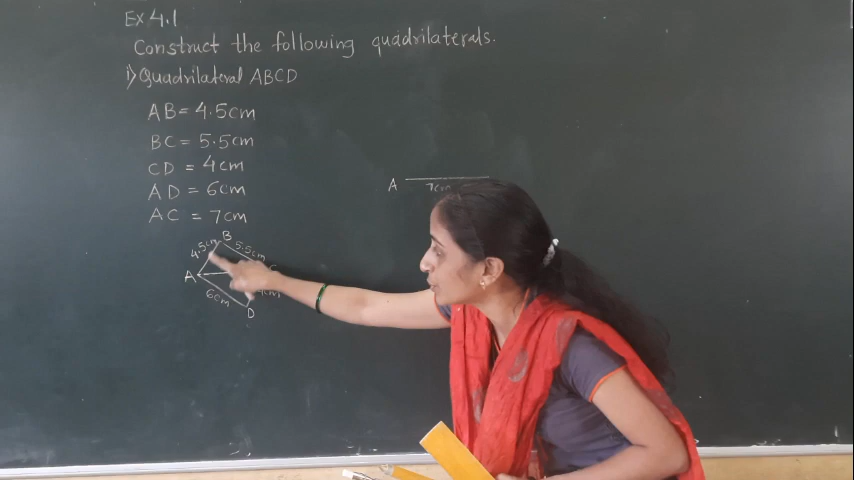 Ex 4.1
Construct the following quadrilaterals.
i) Quadrilateral ABCD
AB = 4.5cm
BC = 5.5cm
CD = 4cm
AD = 6cm
AC = 7cm
A
7cm
B
4.5cm 5.5cm
A
6cm 4cm
D